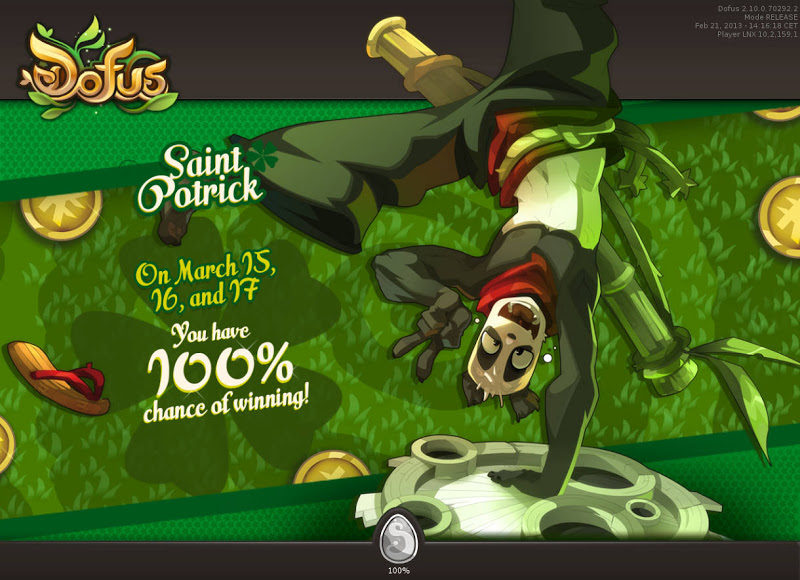 Dofus 2.10.0.70292.2
Mode RELEASE
Feb 21, 2013 - 14:16:18 CET
Player LNX 10,2,159,1
Dofus
Saint
Potrick
On March 15,
16, and 17
You have
100%
chance of winning!
100%